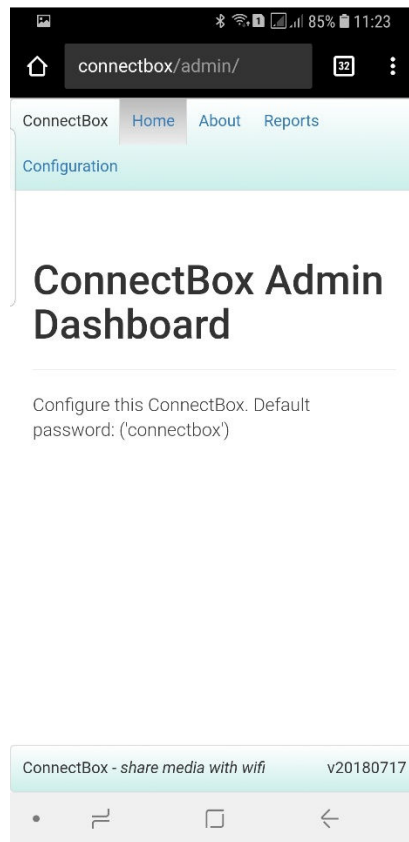 1 85% 11:23
connectbox/admin/ 32
ConnectBox Home About Reports
Configuration
ConnectBox Admin
Dashboard
Configure this ConnectBox. Default
password: ('connectbox')
ConnectBox - share media with wifi v20180717